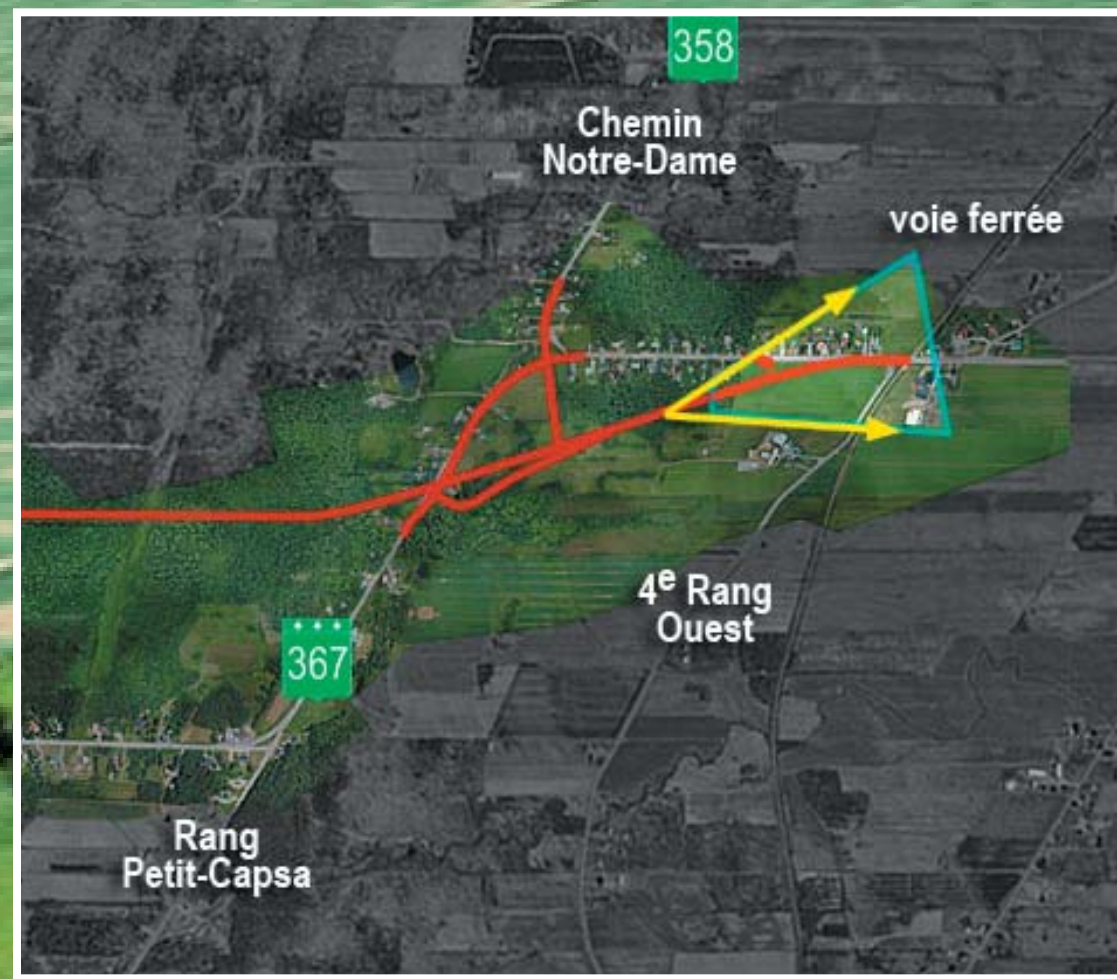 358
Chemin
Notre-Dame
voie ferrée
4e Rang
Ouest
367
Rang
Petit-Capsa